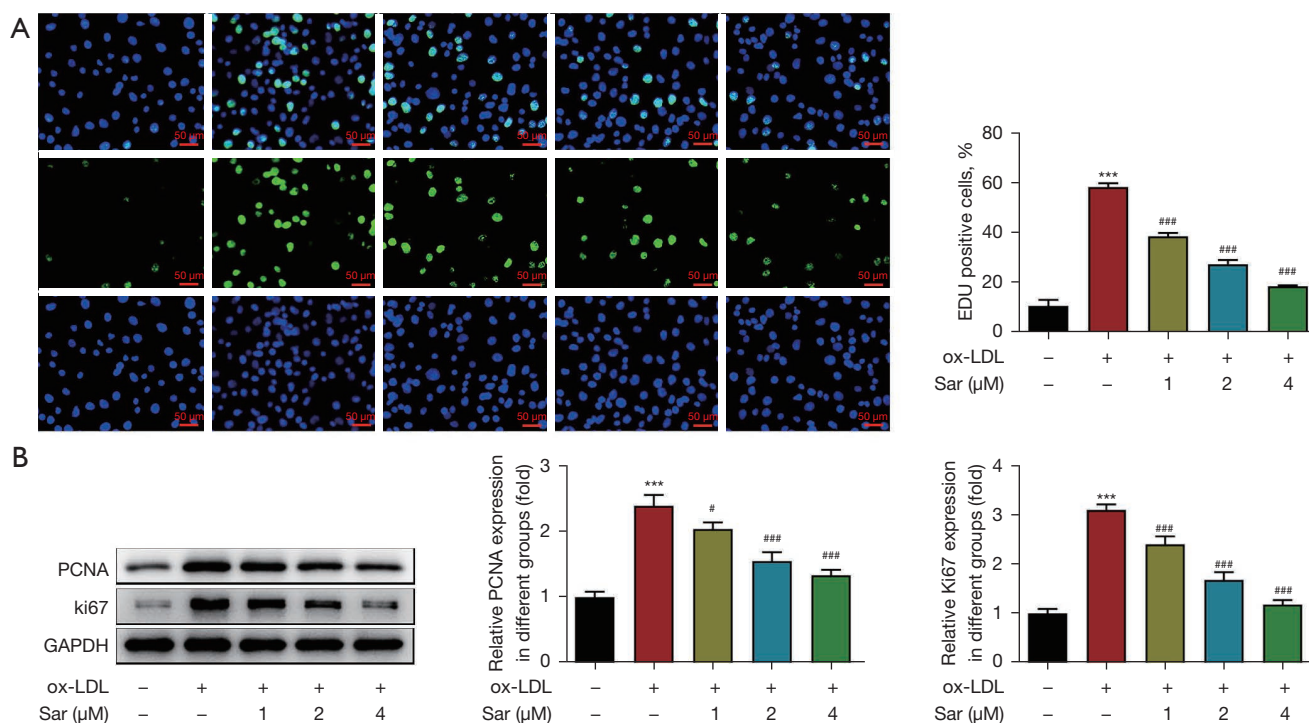 A
50 µm 50 µm 50 µm 50 µm 50 µm
50 µm 50 µm 50 µm 50 µm 50 µm
50 µm 50 µm 50 µm 50 µm 50 µm
EDU positive cells, %
80
60
40
20
0
***
###
###
###
ox-LDL – + + + +
Sar (µM) – – 1 2 4
B
PCNA
ki67
GAPDH
ox-LDL – + + + +
Sar (µM) – – 1 2 4
Relative PCNA expression
in different groups (fold)
3
2
1
0
***
#
###
###
ox-LDL – + + + +
Sar (µM) – – 1 2 4
Relative Ki67 expression
in different groups (fold)
4
3
2
1
0
***
###
###
###
ox-LDL – + + + +
Sar (µM) – – 1 2 4